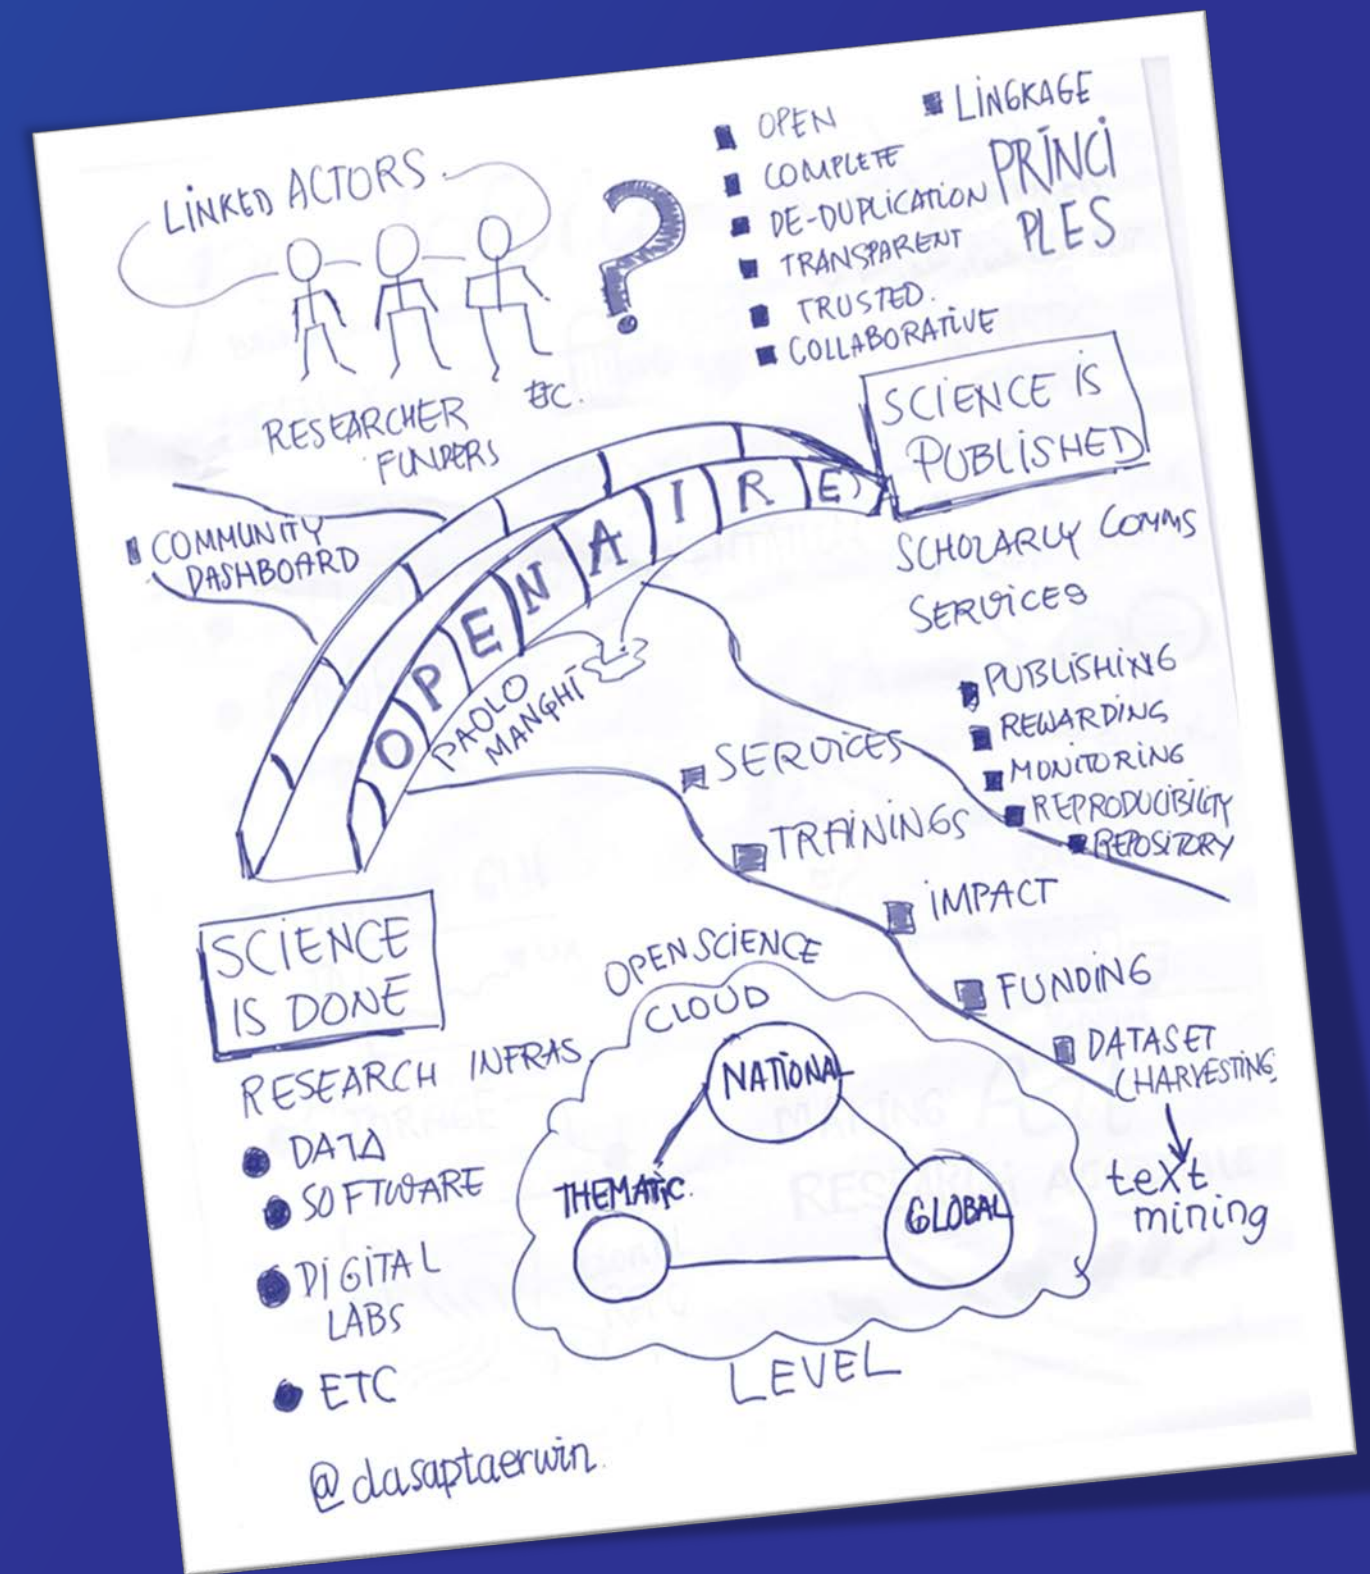 LINKED ACTORS
RESEARCHER
FUNDERS
ETC.
OPEN
COMPLETE
DE-DUPLICATION
TRANSPARENT
TRUSTED.
COLLABORATIVE
LINGKAGE
PRINCI
PLES
SCIENCE IS
PUBLISHED
SCHOLARLY COMMS
SERVICES
PUBLISHING
REWARDING
MONITORING
REPRODUCIBILITY
REPOSITORY
COMMUNITY
DASHBOARD
OPENAIRE
PAOLO
MANGHI
SERVICES
TRAININGS
IMPACT
FUNDING
DATASET
(HARVESTING)
text
mining
SCIENCE
IS DONE
RESEARCH INFRAS.
DATA
SOFTWARE
DIGITAL
LABS
ETC
OPEN SCIENCE
CLOUD
NATIONAL
THEMATIC.
GLOBAL
LEVEL
@dasaptaerwin.